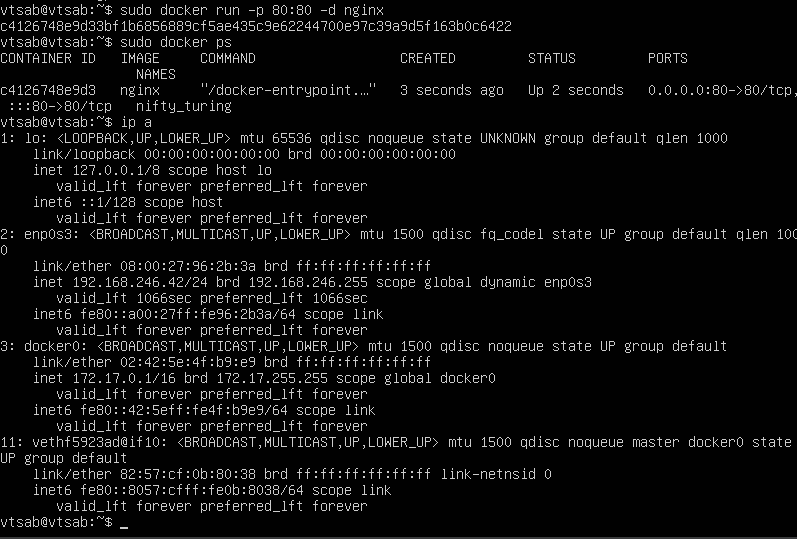 vtsab@vtsab:~$ sudo docker run -p 80:80 -d nginx
c4126748e9d33bf1b6856889cf5ae435c9e62244700e97c39a9d5f163b0c6422
vtsab@vtsab:~$ sudo docker ps
CONTAINER ID   IMAGE     COMMAND                  CREATED         STATUS         PORTS
                 NAMES
c4126748e9d3   nginx     "/docker-entrypoint.…"   3 seconds ago   Up 2 seconds   0.0.0.0:80->80/tcp,
 :::80->80/tcp   nifty_turing
vtsab@vtsab:~$ ip a
1: lo: <LOOPBACK,UP,LOWER_UP> mtu 65536 qdisc noqueue state UNKNOWN group default qlen 1000
    link/loopback 00:00:00:00:00:00 brd 00:00:00:00:00:00
    inet 127.0.0.1/8 scope host lo
       valid_lft forever preferred_lft forever
    inet6 ::1/128 scope host
       valid_lft forever preferred_lft forever
2: enp0s3: <BROADCAST,MULTICAST,UP,LOWER_UP> mtu 1500 qdisc fq_codel state UP group default qlen 100
0
    link/ether 08:00:27:96:2b:3a brd ff:ff:ff:ff:ff:ff
    inet 192.168.246.42/24 brd 192.168.246.255 scope global dynamic enp0s3
       valid_lft 1066sec preferred_lft 1066sec
    inet6 fe80::a00:27ff:fe96:2b3a/64 scope link
       valid_lft forever preferred_lft forever
3: docker0: <BROADCAST,MULTICAST,UP,LOWER_UP> mtu 1500 qdisc noqueue state UP group default
    link/ether 02:42:5e:4f:b9:e9 brd ff:ff:ff:ff:ff:ff
    inet 172.17.0.1/16 brd 172.17.255.255 scope global docker0
       valid_lft forever preferred_lft forever
    inet6 fe80::42:5eff:fe4f:b9e9/64 scope link
       valid_lft forever preferred_lft forever
11: vethf5923ad@if10: <BROADCAST,MULTICAST,UP,LOWER_UP> mtu 1500 qdisc noqueue master docker0 state
UP group default
    link/ether 82:57:cf:0b:80:38 brd ff:ff:ff:ff:ff:ff link-netnsid 0
    inet6 fe80::8057:cfff:fe0b:8038/64 scope link
       valid_lft forever preferred_lft forever
vtsab@vtsab:~$ _